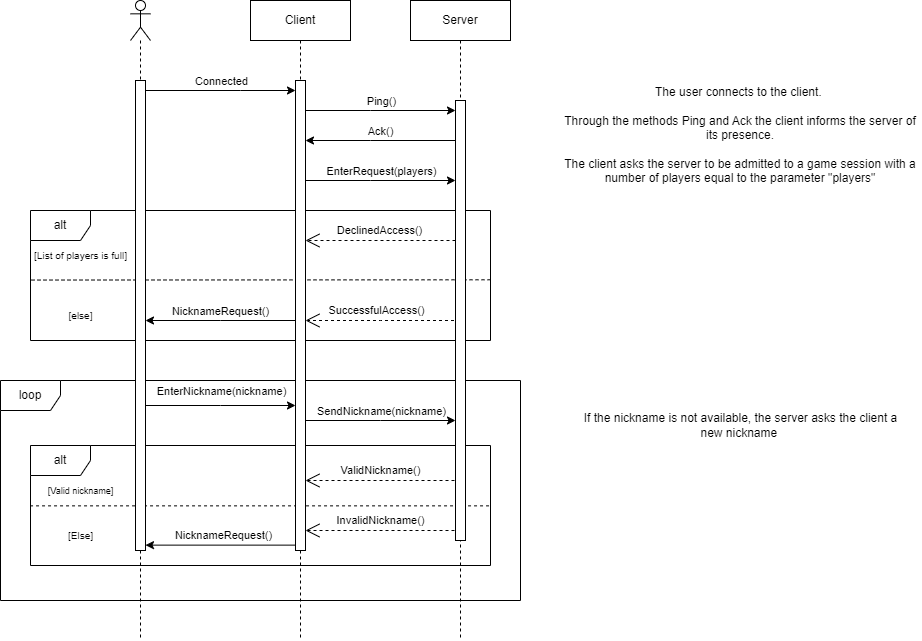 Client
Server
Connected
Ping()
The user connects to the client.
Ack()
Through the methods Ping and Ack the client informs the server of
its presence.
EnterRequest(players)
The client asks the server to be admitted to a game session with a
number of players equal to the parameter "players"
alt
DeclinedAccess()
[List of players is full]
[else]
NicknameRequest()
SuccessfulAccess()
loop
EnterNickname(nickname)
SendNickname(nickname)
If the nickname is not available, the server asks the client a
new nickname
alt
ValidNickname()
[Valid nickname]
InvalidNickname()
[Else]
NicknameRequest()